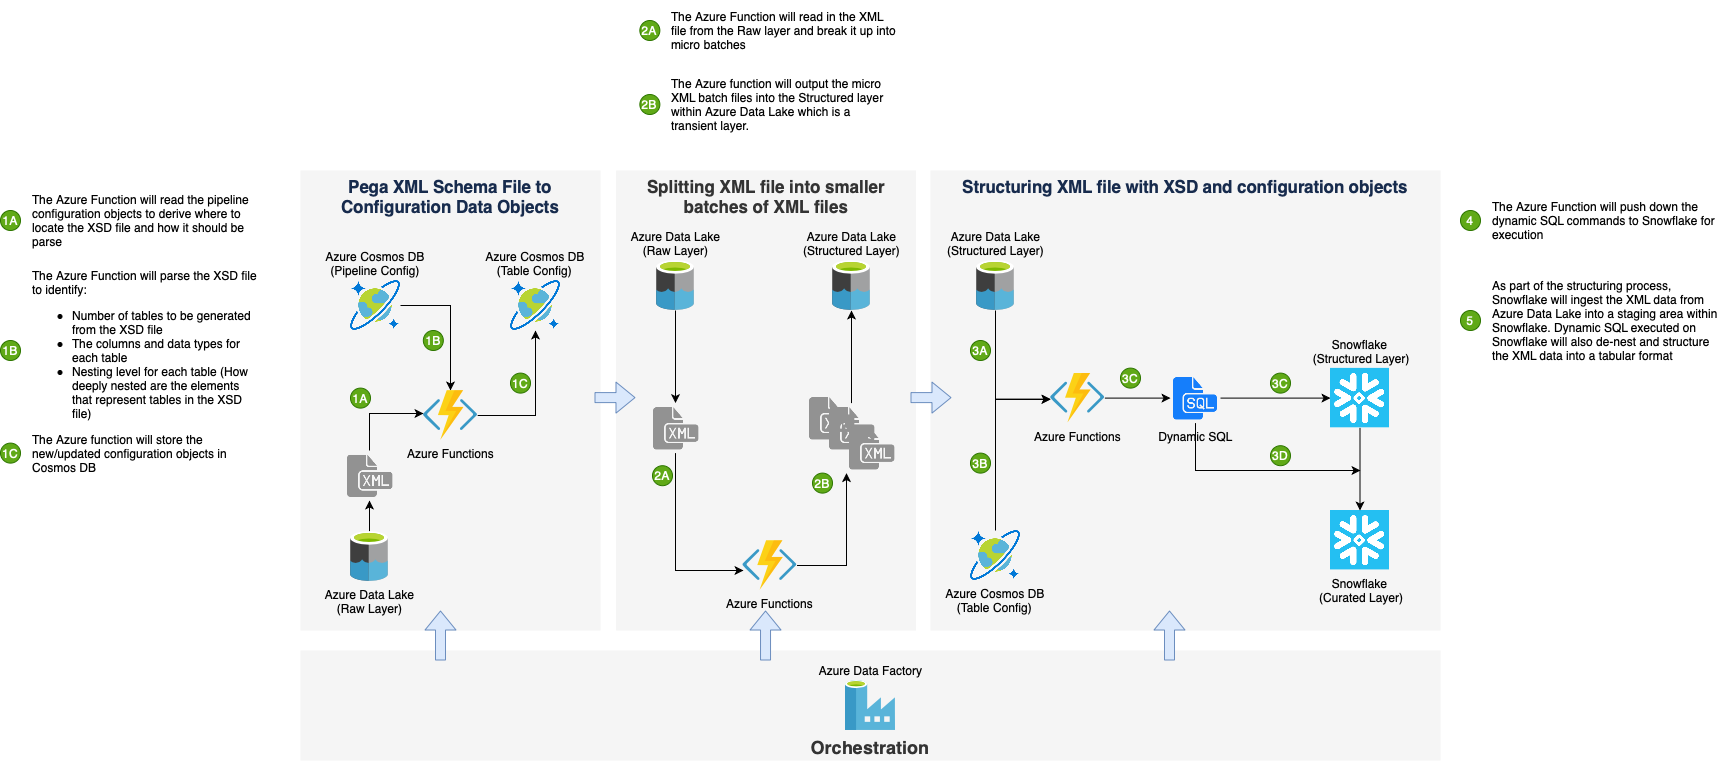 2A
The Azure Function will read in the XML
file from the Raw layer and break it up into
micro batches
2B
The Azure function will output the micro
XML batch files into the Structured layer
within Azure Data Lake which is a
transient layer.
1A
The Azure Function will read the pipeline
configuration objects to derive where to
locate the XSD file and how it should be
parse
1B
The Azure Function will parse the XSD file
to identify:
• Number of tables to be generated
from the XSD file
• The columns and data types for
each table
• Nesting level for each table (How
deeply nested are the elements
that represent tables in the XSD
file)
1C
The Azure function will store the
new/updated configuration objects in
Cosmos DB
Pega XML Schema File to
Configuration Data Objects
Azure Cosmos DB
(Pipeline Config)
Azure Cosmos DB
(Table Config)
1B
1C
1A
Azure Functions
XML
Azure Data Lake
(Raw Layer)
Splitting XML file into smaller
batches of XML files
Azure Data Lake
(Raw Layer)
Azure Data Lake
(Structured Layer)
XML
XML
2A
2B
Azure Functions
Structuring XML file with XSD and configuration objects
Azure Data Lake
(Structured Layer)
3A
3B
Azure Functions
3C
SQL
Dynamic SQL
3C
3D
Snowflake
(Structured Layer)
Azure Cosmos DB
(Table Config)
Snowflake
(Curated Layer)
4
The Azure Function will push down the
dynamic SQL commands to Snowflake for
execution
5
As part of the structuring process,
Snowflake will ingest the XML data from
Azure Data Lake into a staging area within
Snowflake. Dynamic SQL executed on
Snowflake will also de-nest and structure
the XML data into a tabular format
Azure Data Factory
Orchestration